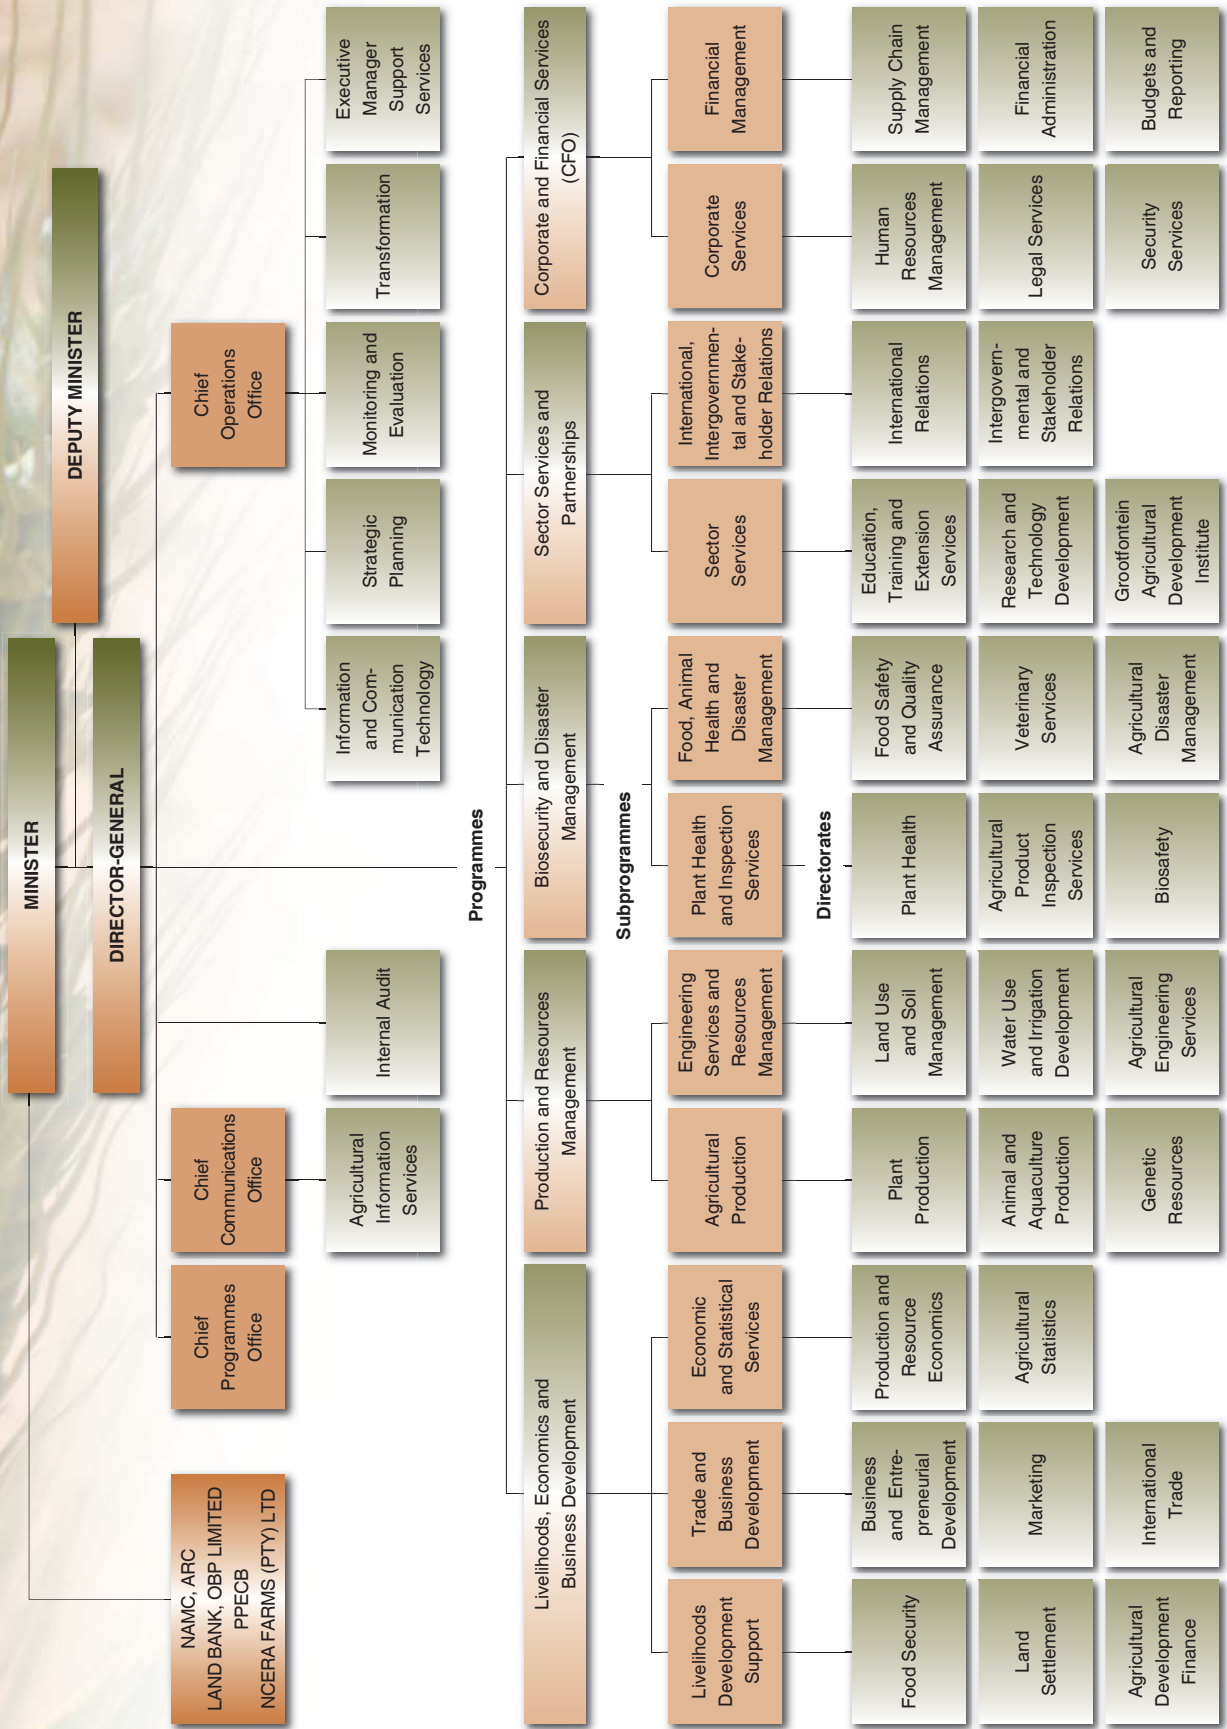 MINISTER
DEPUTY MINISTER
DIRECTOR-GENERAL
NAMC, ARC
LAND BANK, OBP LIMITED
PPECB
NCERA FARMS (PTY) LTD
Chief
Programmes
Office
Chief
Communications
Office
Chief
Operations
Office
Agricultural
Information
Services
Internal Audit
Information
and Com-
munication
Technology
Strategic
Planning
Monitoring and
Evaluation
Transformation
Executive
Manager
Support
Services
Programmes
Livelihoods, Economics and
Business Development
Production and Resources
Management
Biosecurity and Disaster
Management
Sector Services and
Partnerships
Corporate and Financial Services
(CFO)
Subprogrammes
Livelihoods
Development
Support
Trade and
Business
Development
Economic
and Statistical
Services
Agricultural
Production
Engineering
Services and
Resources
Management
Plant Health
and Inspection
Services
Food, Animal
Health and
Disaster
Management
Sector
Services
International,
Intergovernmen-
tal and Stake-
holder Relations
Corporate
Services
Financial
Management
Directorates
Food Security
Business
and Entre-
preneurial
Development
Production and
Resource
Economics
Plant
Production
Land Use
and Soil
Management
Plant Health
Food Safety
and Quality
Assurance
Education,
Training and
Extension
Services
International
Relations
Human
Resources
Management
Supply Chain
Management
Land
Settlement
Marketing
Agricultural
Statistics
Animal and
Aquaculture
Production
Water Use
and Irrigation
Development
Agricultural
Product
Inspection
Services
Veterinary
Services
Research and
Technology
Development
Intergovern-
mental and
Stakeholder
Relations
Legal Services
Financial
Administration
Agricultural
Development
Finance
International
Trade
Genetic
Resources
Agricultural
Engineering
Services
Biosafety
Agricultural
Disaster
Management
Grootfontein
Agricultural
Development
Institute
Security
Services
Budgets and
Reporting